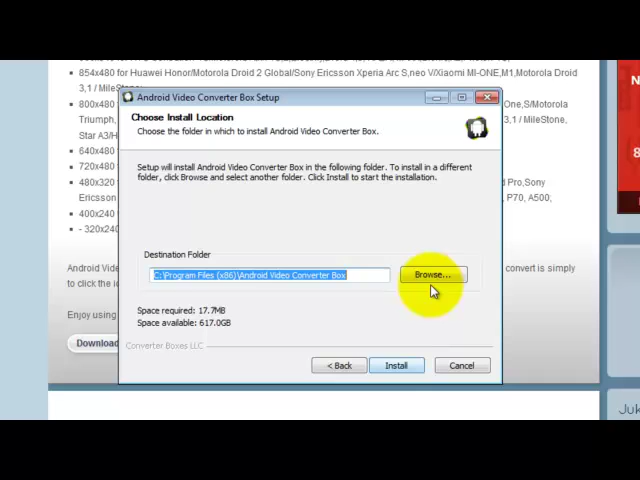 854x480 for Huawei Honor/Motorola Droid 2 Global/Sony Ericsson Xperia Arc S,neo V/Xiaomi MI-ONE,M1,Motorola Droid
3,1 / MileStone,
Android Video Converter Box Setup
800x480
Choose Install Location
Choose the folder in which to install Android Video Converter Box.
One,S/Google
Triumph,
MileStone,
Star A3/H
640x480
Setup will install Android Video Converter Box in the following folder. To install in a different
folder, click Browse and select another folder. Click Install to start the installation.
720x480
480x320
Pro,Sony
Ericsson
P70, A500;
400x240
- 320x240
Destination Folder
Android Vide
convert is simply
C:\Program Files (x86)\Android Video Converter Box
Browse...
to click the ic
Space required: 17.7MB
Enjoy using
Space available: 617.0GB
Download
Converter Boxes LLC
< Back
Install
Cancel
Juk